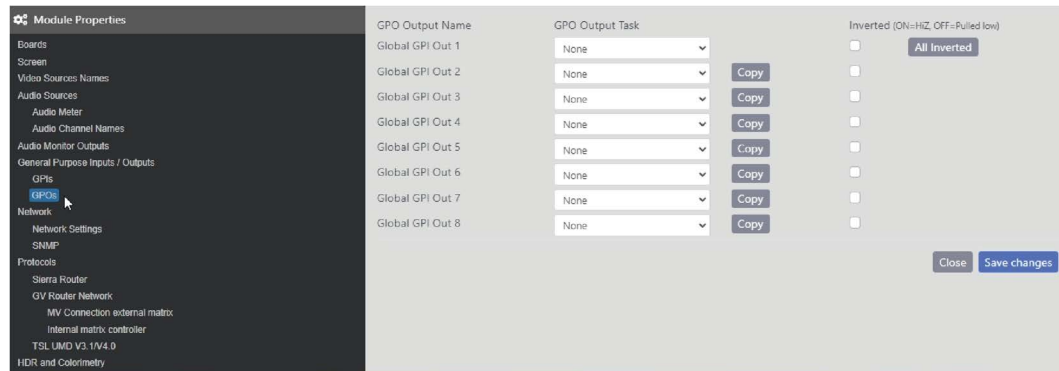 Module Properties
Boards
Screen
Video Sources Names
Audio Sources
Audio Meter
Audio Channel Names
Audio Monitor Outputs
General Purpose Inputs / Outputs
GPIs
GPOs
Network
Network Settings
SNMP
Protocols
Sierra Router
GV Router Network
MV Connection external matrix
Internal matrix controller
TSL UMD V3.1/V4.0
HDR and Colorimetry
GPO Output Name GPO Output Task Inverted (ON=HiZ, OFF=Pulled low)
Global GPI Out 1 None All Inverted
Global GPI Out 2 None Copy
Global GPI Out 3 None Copy
Global GPI Out 4 None Copy
Global GPI Out 5 None Copy
Global GPI Out 6 None Copy
Global GPI Out 7 None Copy
Global GPI Out 8 None Copy
Close Save changes